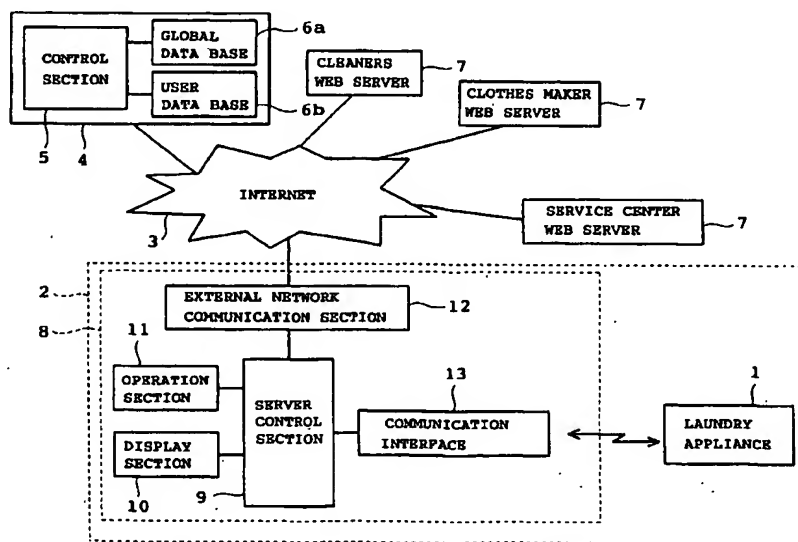 CONTROL
SECTION
GLOBAL
DATA BASE
USER
DATA BASE
6a
6b
5
4
CLEANERS
WEB SERVER
7
CLOTHES MAKER
WEB SERVER
7
INTERNET
3
SERVICE CENTER
WEB SERVER
7
2
8
EXTERNAL NETWORK
COMMUNICATION SECTION
12
11
OPERATION
SECTION
SERVER
CONTROL
SECTION
13
COMMUNICATION
INTERFACE
1
LAUNDRY
APPLIANCE
DISPLAY
SECTION
10
9